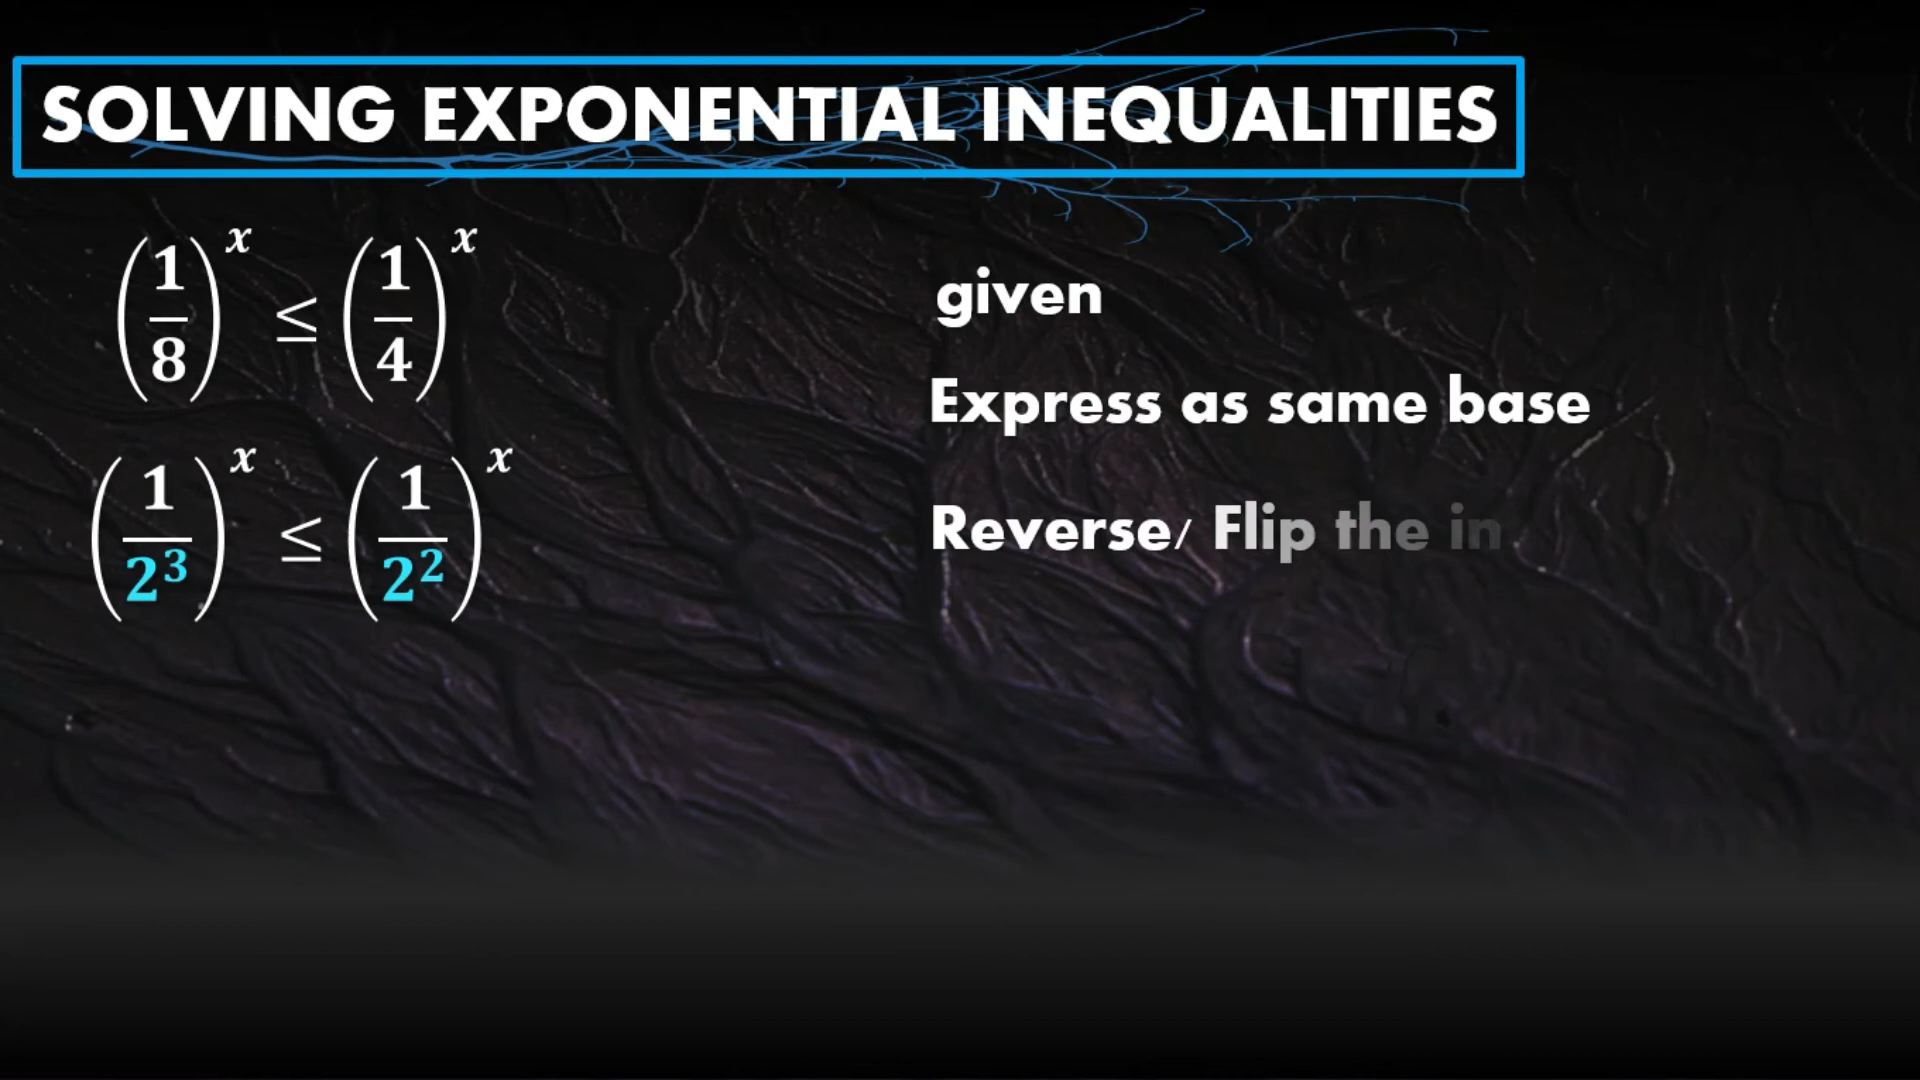 SOLVING EXPONENTIAL INEQUALITIES
(1/8)^x ≤ (1/4)^x
given
Express as same base
(1/2^3)^x ≤ (1/2^2)^x
Reverse/ Flip the in